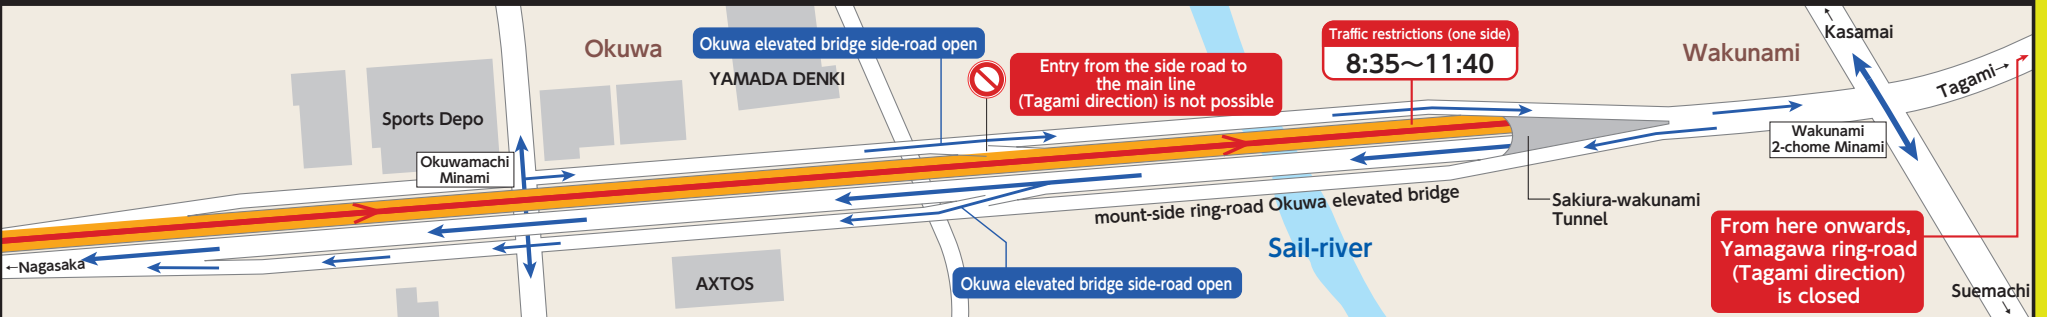 Okuwa
Okuwa elevated bridge side-road open
YAMADA DENKI
Entry from the side road to
the main line
(Tagami direction) is not possible
Traffic restrictions (one side)
8:35～11:40
Wakunami
Kasamai
Tagami→
Sports Depo
Okuwamachi
Minami
Wakunami
2-chome Minami
mount-side ring-road Okuwa elevated bridge
Sakiura-wakunami
Tunnel
Sail-river
From here onwards,
Yamagawa ring-road
(Tagami direction)
is closed
←Nagasaka
AXTOS
Okuwa elevated bridge side-road open
Suemachi